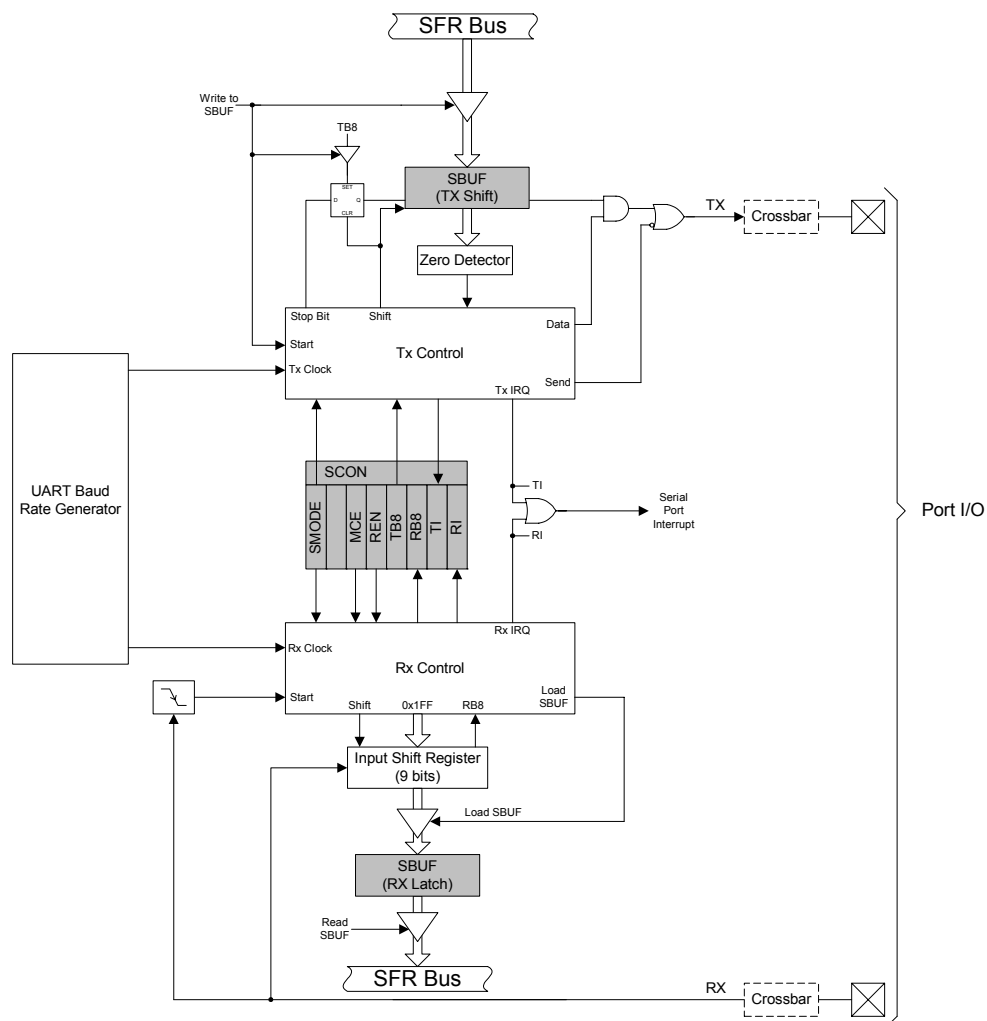 SFR Bus
Write to
SBUF
TB8
SET
D
Q
CLR
SBUF
(TX Shift)
TX
Crossbar
Zero Detector
Stop Bit
Shift
Data
Start
Tx Control
Tx Clock
Send
Tx IRQ
UART Baud
Rate Generator
SCON
SMODE
MCE
REN
TB8
RB8
TI
RI
TI
Serial
Port
Interrupt
RI
Port I/O
Rx IRQ
Rx Clock
Rx Control
Start
Load
SBUF
Shift
0x1FF
RB8
Input Shift Register
(9 bits)
Load SBUF
SBUF
(RX Latch)
Read
SBUF
SFR Bus
RX
Crossbar